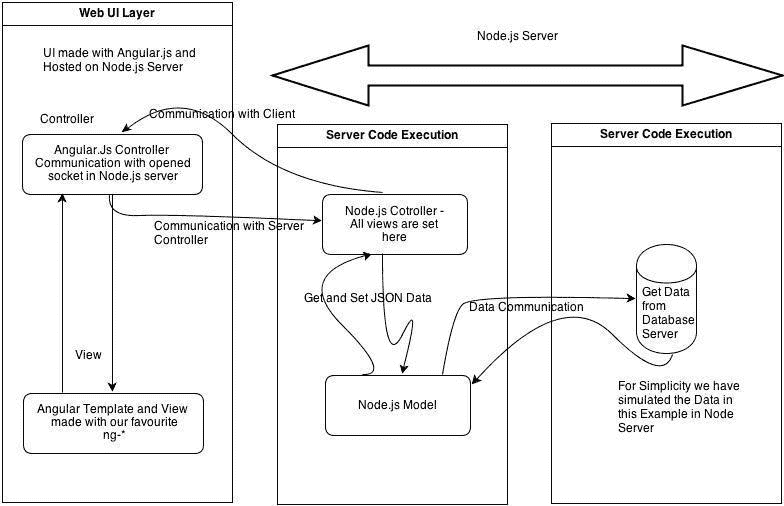 Web UI Layer
UI made with Angular.js and
Hosted on Node.js Server
Controller
Angular.Js Controller
Communication with opened
socket in Node.js server
View
Angular Template and View
made with our favourite
ng-*
Communication with Client
Communication with Server
Controller
Node.js Server
Server Code Execution
Node.js Cotroller -
All views are set
here
Get and Set JSON Data
Node.js Model
Data Communication
Server Code Execution
Get Data
from
Database
Server
For Simplicity we have
simulated the Data in
this Example in Node
Server